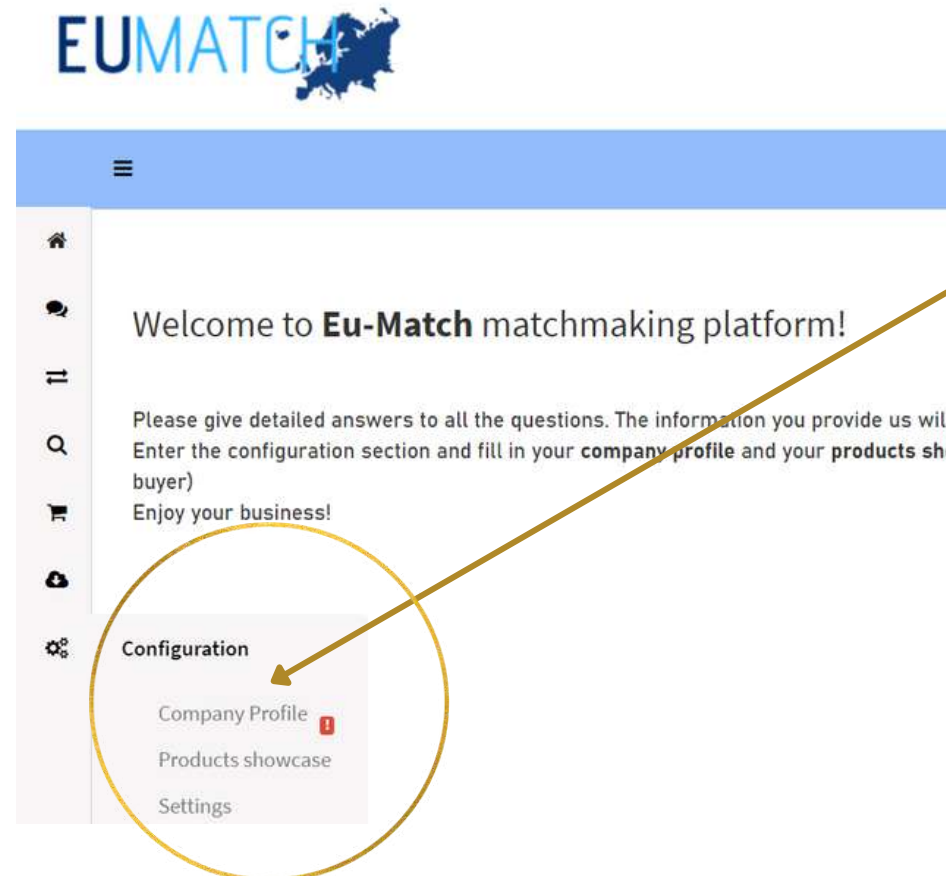 EUMATCH
Welcome to Eu-Match matchmaking platform!
Please give detailed answers to all the questions. The information you provide us
Enter the configuration section and fill in your company profile and your products
buyer)
Enjoy your business!
Configuration
Company Profile !
Products showcase
Settings